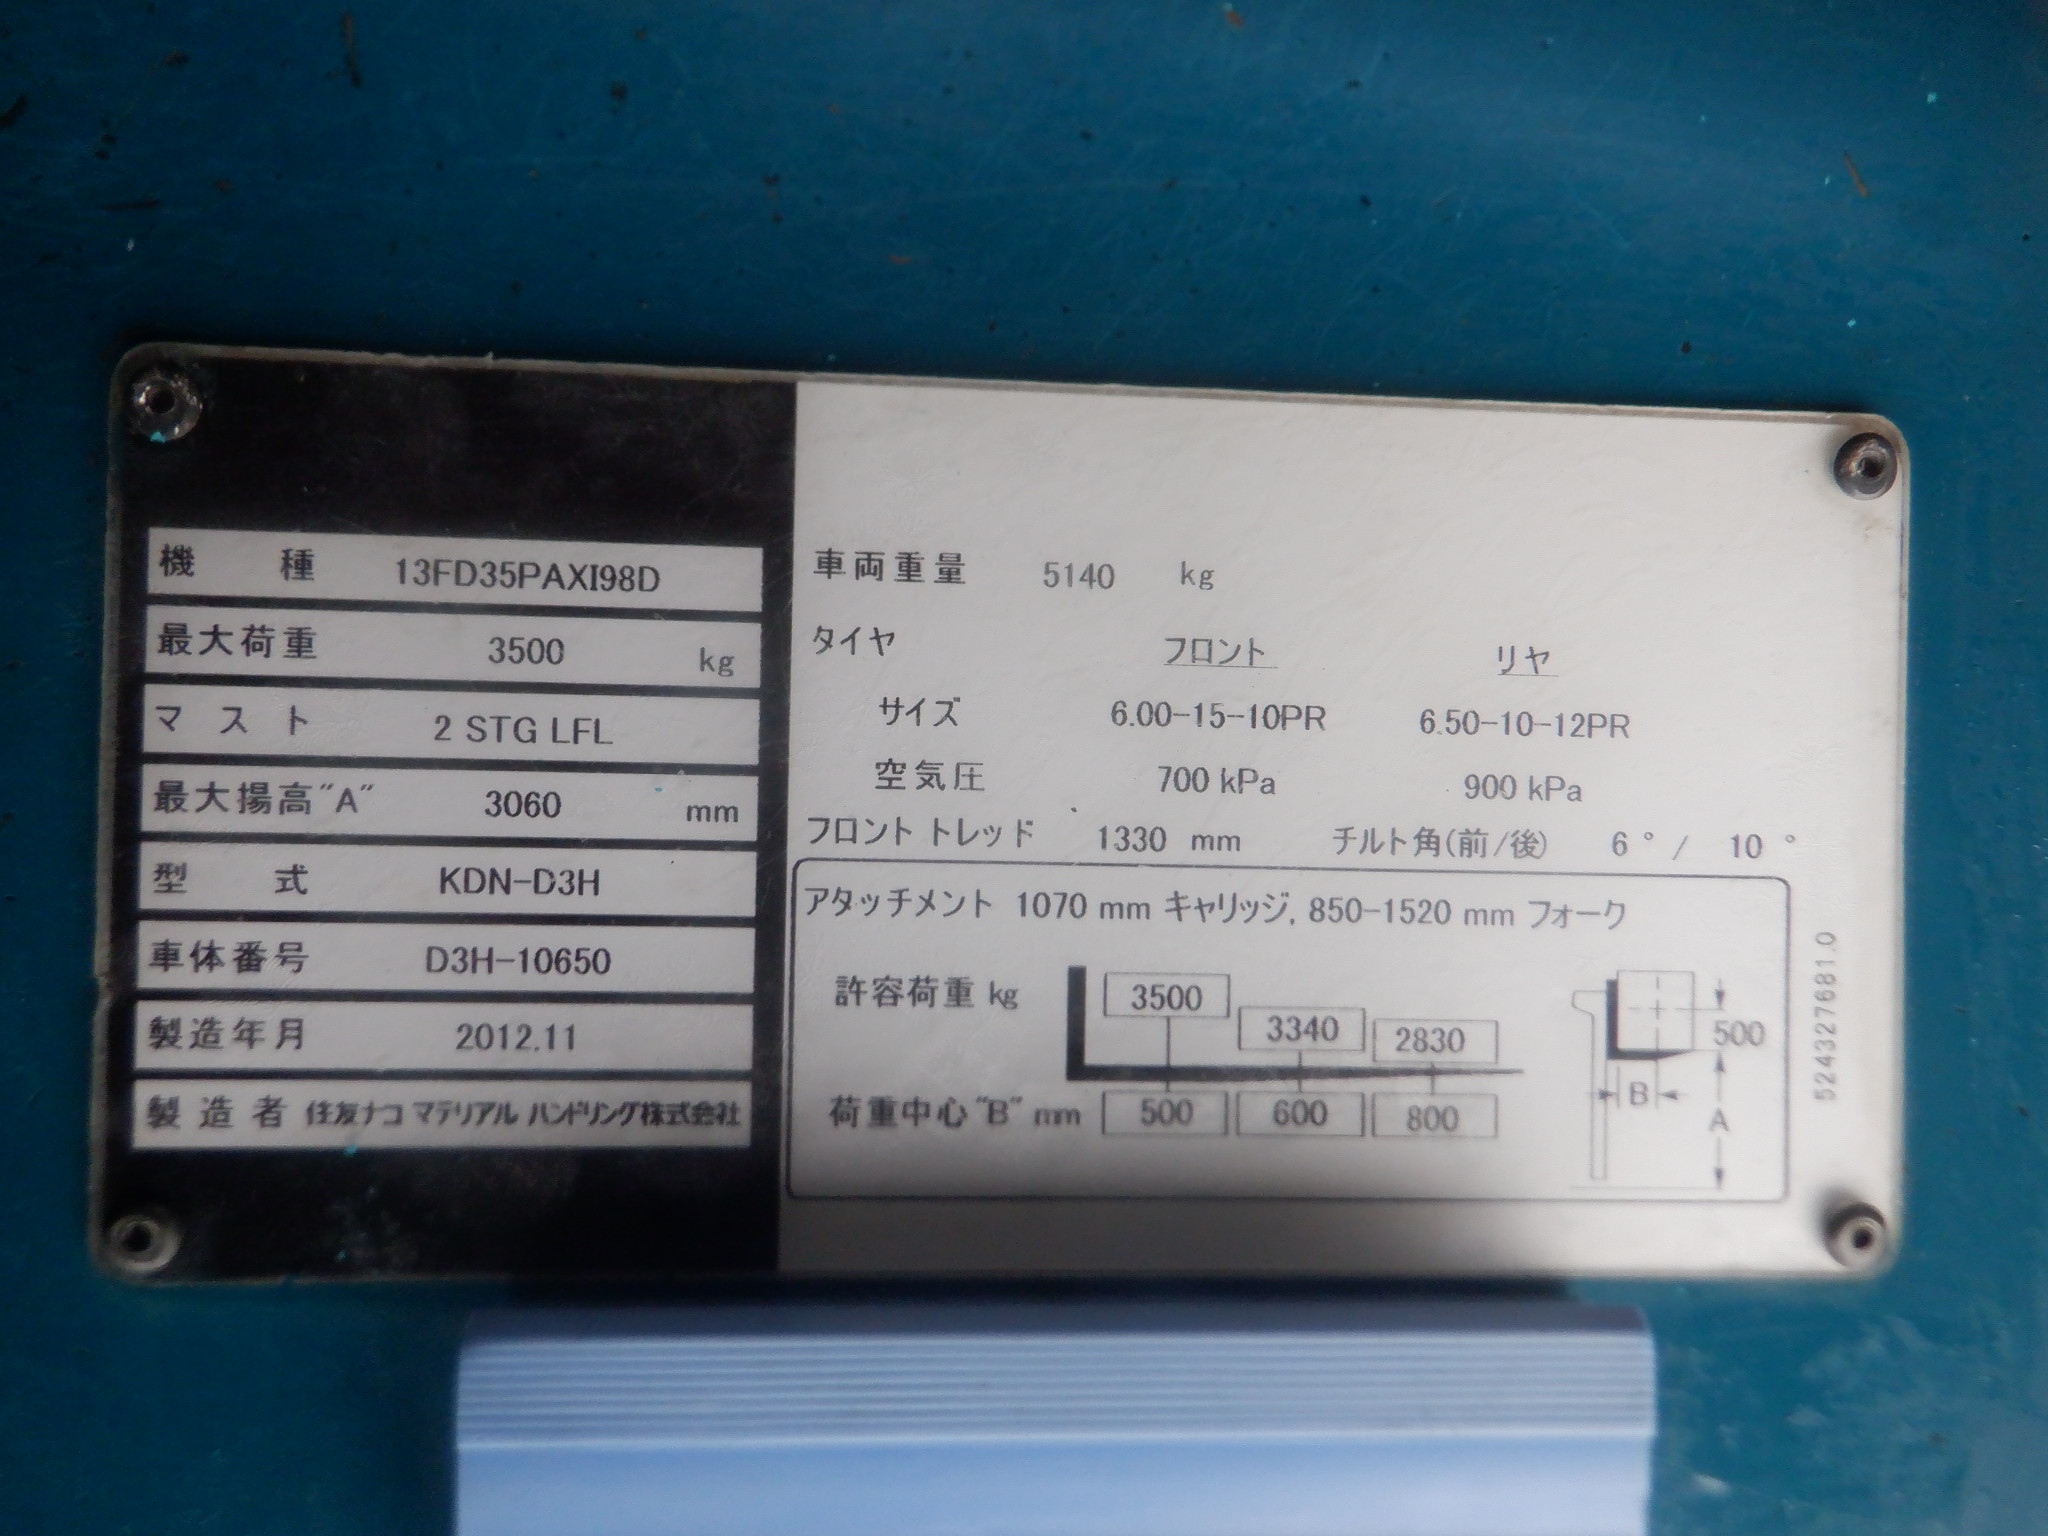 機種 13FD35PAXI98D
最大荷重 3500 kg
マスト 2 STG LFL
最大揚高"A" 3060 mm
型式 KDN-D3H
車体番号 D3H-10650
製造年月 2012.11
製造者 住友ナコ マテリアル ハンドリング株式会社
車両重量 5140 kg
タイヤ フロント リヤ
サイズ 6.00-15-10PR 6.50-10-12PR
空気圧 700 kPa 900 kPa
フロント トレッド 1330 mm チルト角(前/後) 6 ° / 10 °
アタッチメント 1070 mm キャリッジ, 850-1520 mm フォーク
許容荷重 kg 3500 3340 2830
荷重中心"B" mm 500 600 800
500
B
A
524327681.0